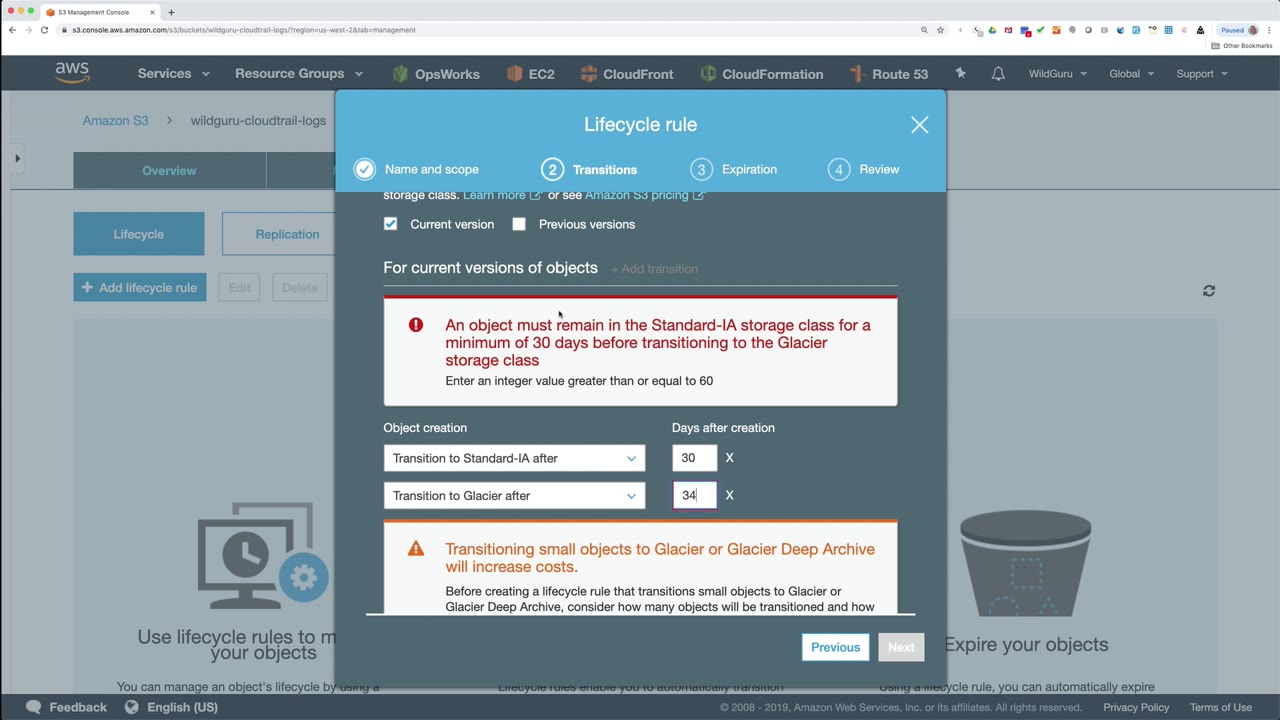 S3 Management Console
s3.console.aws.amazon.com/s3/buckets/wildguru-cloudtrail-logs/?region=us-west-2&tab=management
Paused
Other Bookmarks
aws
Services
Resource Groups
OpsWorks
EC2
CloudFront
CloudFormation
Route 53
WildGuru
Global
Support
Amazon S3 > wildguru-cloudtrail-logs
Overview
Lifecycle
Replication
+ Add lifecycle rule
Edit
Delete
Lifecycle rule
Name and scope
2 Transitions
3 Expiration
4 Review
storage class. Learn more or see Amazon S3 pricing
Current version
Previous versions
For current versions of objects
+ Add transition
An object must remain in the Standard-IA storage class for a
minimum of 30 days before transitioning to the Glacier
storage class
Enter an integer value greater than or equal to 60
Object creation
Days after creation
Transition to Standard-IA after
30 X
Transition to Glacier after
34 X
Transitioning small objects to Glacier or Glacier Deep Archive
will increase costs.
Before creating a lifecycle rule that transitions small objects to Glacier or
Glacier Deep Archive, consider how many objects will be transitioned and how
Previous
Next
Use lifecycle rules to m
your objects
You can manage an object's lifecycle by using a
Lifecycle rules enable you to automatically transition
Expire your objects
Using a lifecycle rule, you can automatically expire
Feedback
English (US)
© 2008 - 2019, Amazon Web Services, Inc. or its affiliates. All rights reserved.
Privacy Policy
Terms of Use